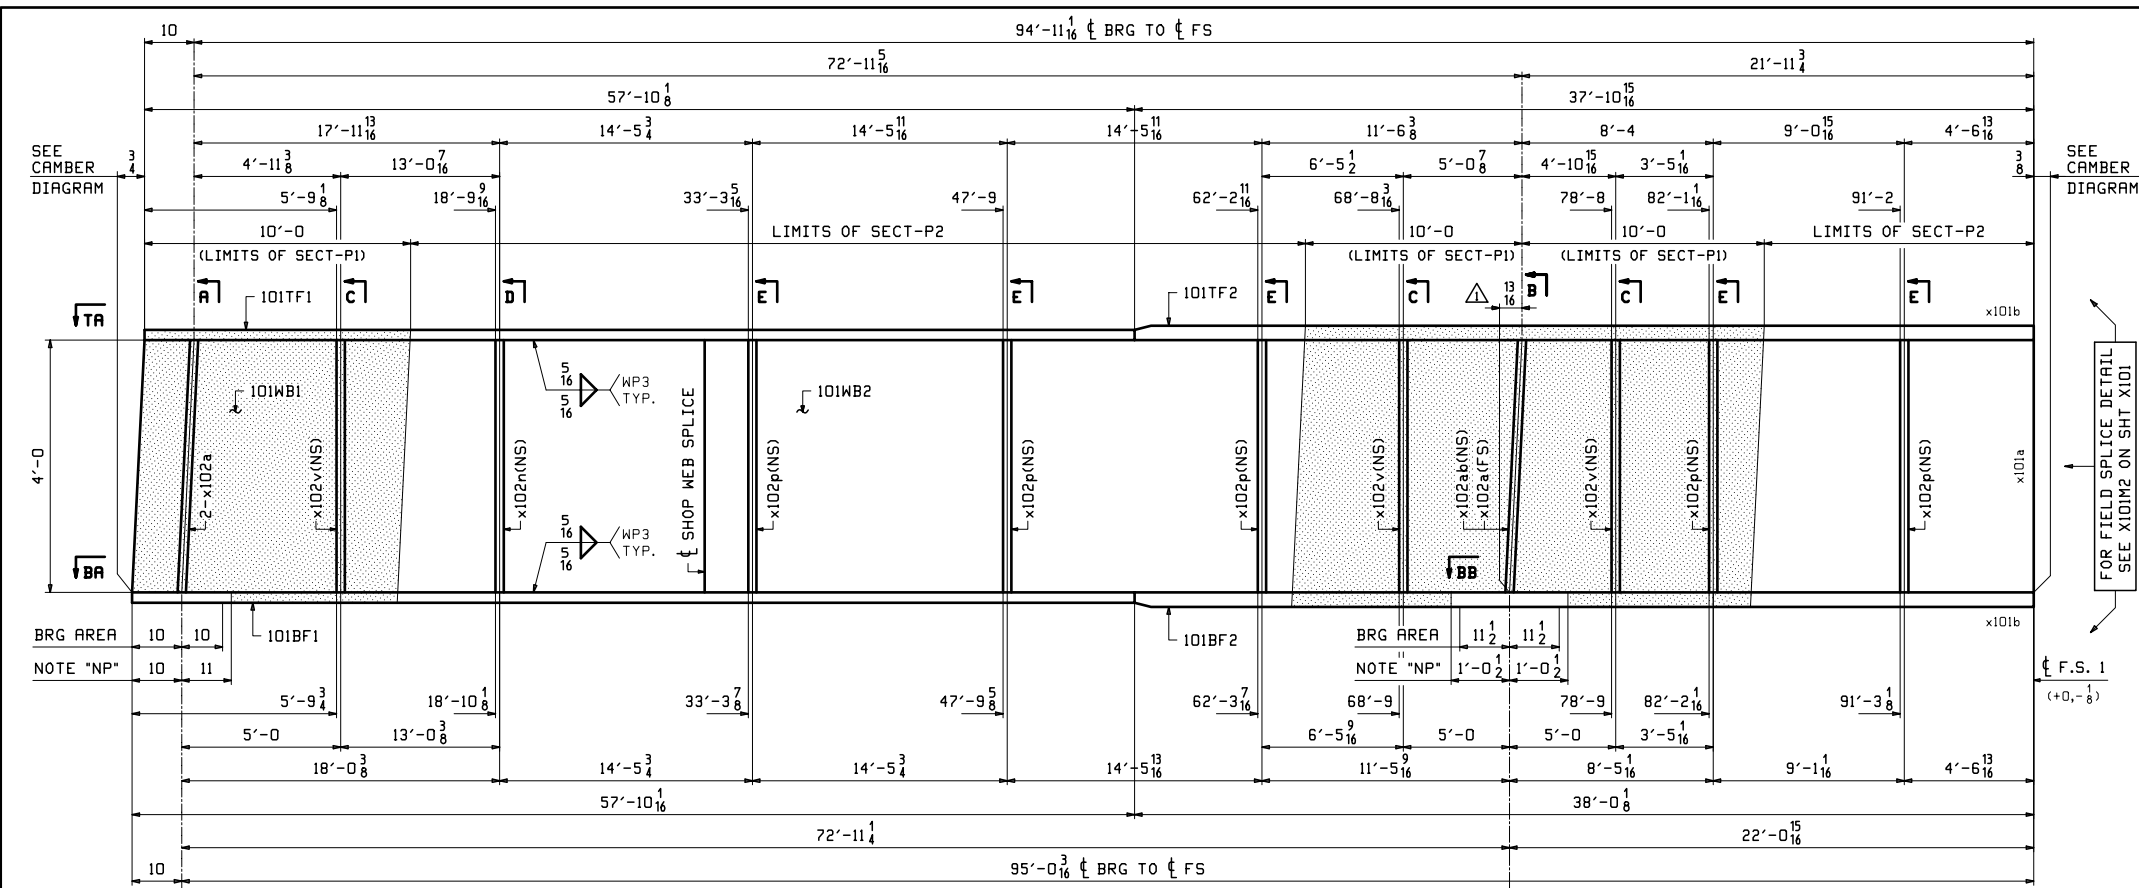 10 94'-11 1/16 ℄ BRG TO ℄ FS
72'-11 5/16 21'-11 3/4
57'-10 1/8 37'-10 15/16
17'-11 13/16 14'-5 3/4 14'-5 11/16 14'-5 11/16 11'-6 3/8 8'-4 9'-0 15/16 4'-6 13/16
SEE
CAMBER
DIAGRAM
3/4
4'-11 3/8 13'-0 7/16 6'-5 1/2 5'-0 7/8 4'-10 15/16 3'-5 1/16
3/8
SEE
CAMBER
DIAGRAM
5'-9 1/8 18'-9 9/16 33'-3 5/16 47'-9 62'-2 11/16 68'-8 3/16 78'-8 82'-1 1/16 91'-2
10'-0 LIMITS OF SECT-P2 10'-0 10'-0 LIMITS OF SECT-P2
(LIMITS OF SECT-P1) (LIMITS OF SECT-P1) (LIMITS OF SECT-P1)
A C D E E E C 1 13/16 B C E E
TA 101TF1 101TF2 x101b
101WB1 101WB2
5/16 5/16 WP3 TYP.
4'-0
2-x102a
x102v(NS)
x102n(NS)
℄ SHOP WEB SPLICE
x102p(NS)
x102p(NS)
x102p(NS)
x102v(NS)
x102ab(NS)
x102a(FS)
x102v(NS)
x102p(NS)
x102p(NS)
x101a
FOR FIELD SPLICE DETAIL
SEE X101M2 ON SHT X101
5/16 5/16 WP3 TYP.
BA BB
x101b
BRG AREA 10 10 101BF1 BRG AREA 11 1/2 11 1/2 101BF2
NOTE "NP" 10 11 NOTE "NP" 1'-0 1/2 1'-0 1/2
℄ F.S. 1
(+0,-1/8)
5'-9 3/4 18'-10 1/8 33'-3 7/8 47'-9 5/8 62'-3 7/16 68'-9 78'-9 82'-2 1/16 91'-3 1/8
5'-0 13'-0 3/8 6'-5 9/16 5'-0 5'-0 3'-5 1/16
18'-0 3/8 14'-5 3/4 14'-5 3/4 14'-5 13/16 11'-5 9/16 8'-5 1/16 9'-1 1/16 4'-6 13/16
57'-10 1/16 38'-0 1/8
72'-11 1/4 22'-0 15/16
10 95'-0 3/16 ℄ BRG TO ℄ FS